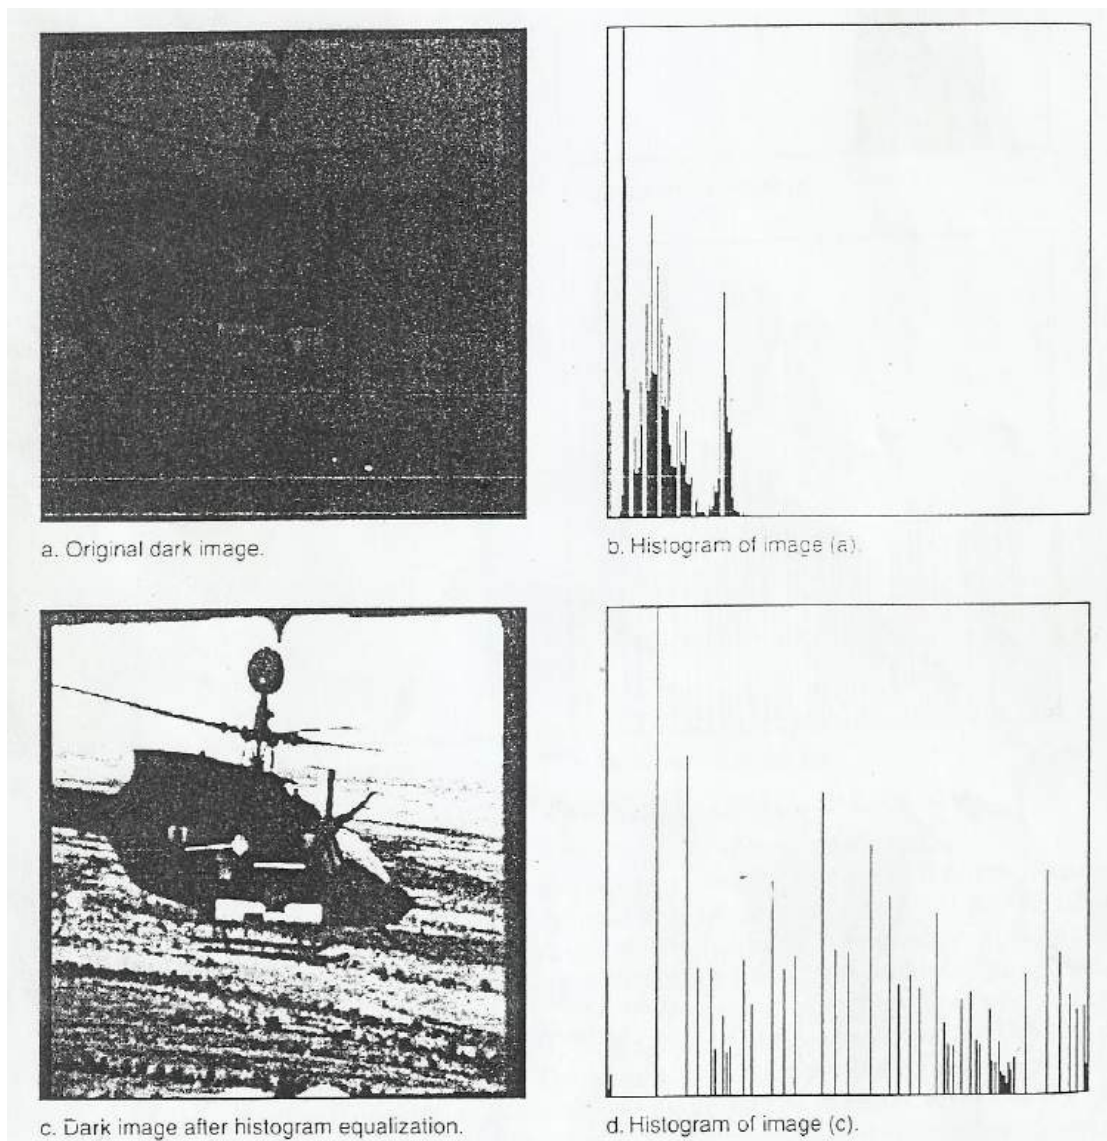 a. Original dark image.
b. Histogram of image (a).
c. Dark image after histogram equalization.
d. Histogram of image (c).